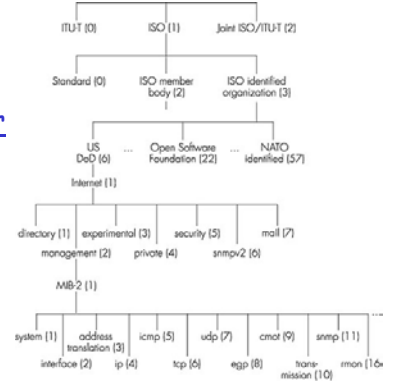 ITU-T (0) ISO (1) Joint ISO/ITU-T (2)
Standard (0) ISO member body (2) ISO identified organization (3)
US DoD (6) ... Open Software Foundation (22) ... NATO identified (57)
Internet (1)
directory (1) experimental (3) security (5) mail (7)
management (2) private (4) snmpv2 (6)
MIB-2 (1)
system (1) address translation (3) icmp (5) udp (7) cmot (9) snmp (11)
interface (2) ip (4) tcp (6) egp (8) trans-mission (10) rmon (16)